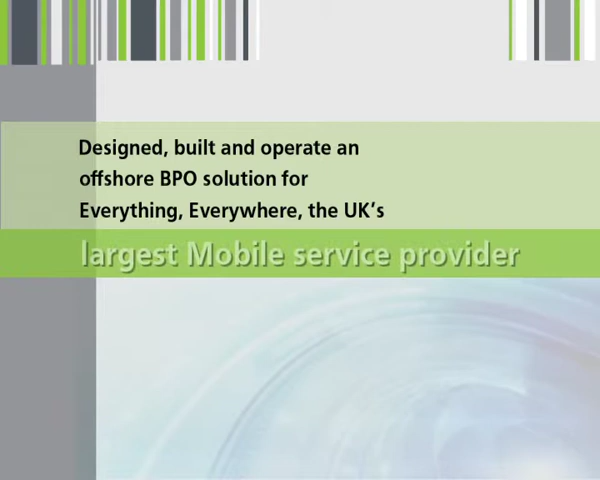 Designed, built and operate an
offshore BPO solution for
Everything, Everywhere, the UK's
largest Mobile service provider